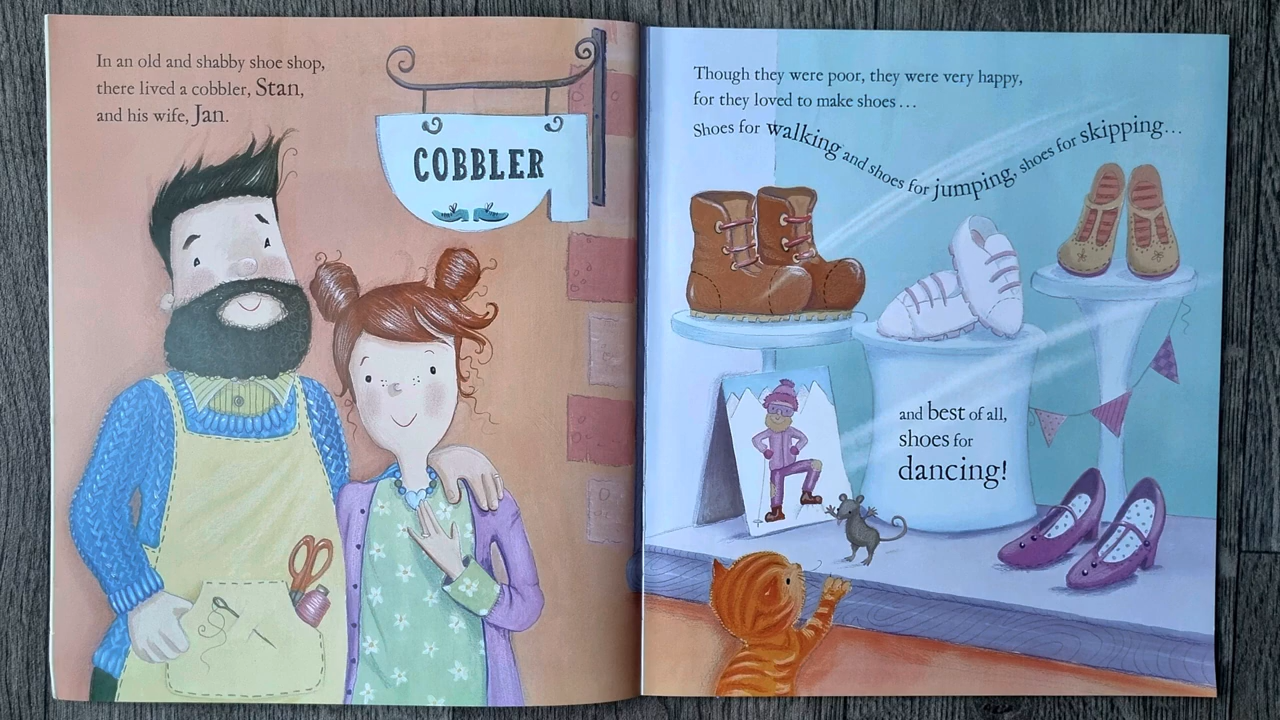 In an old and shabby shoe shop,
there lived a cobbler, Stan,
and his wife, Jan.
COBBLER
Though they were poor, they were very happy,
for they loved to make shoes...
Shoes for walking and shoes for jumping, shoes for skipping...
and best of all,
shoes for
dancing!